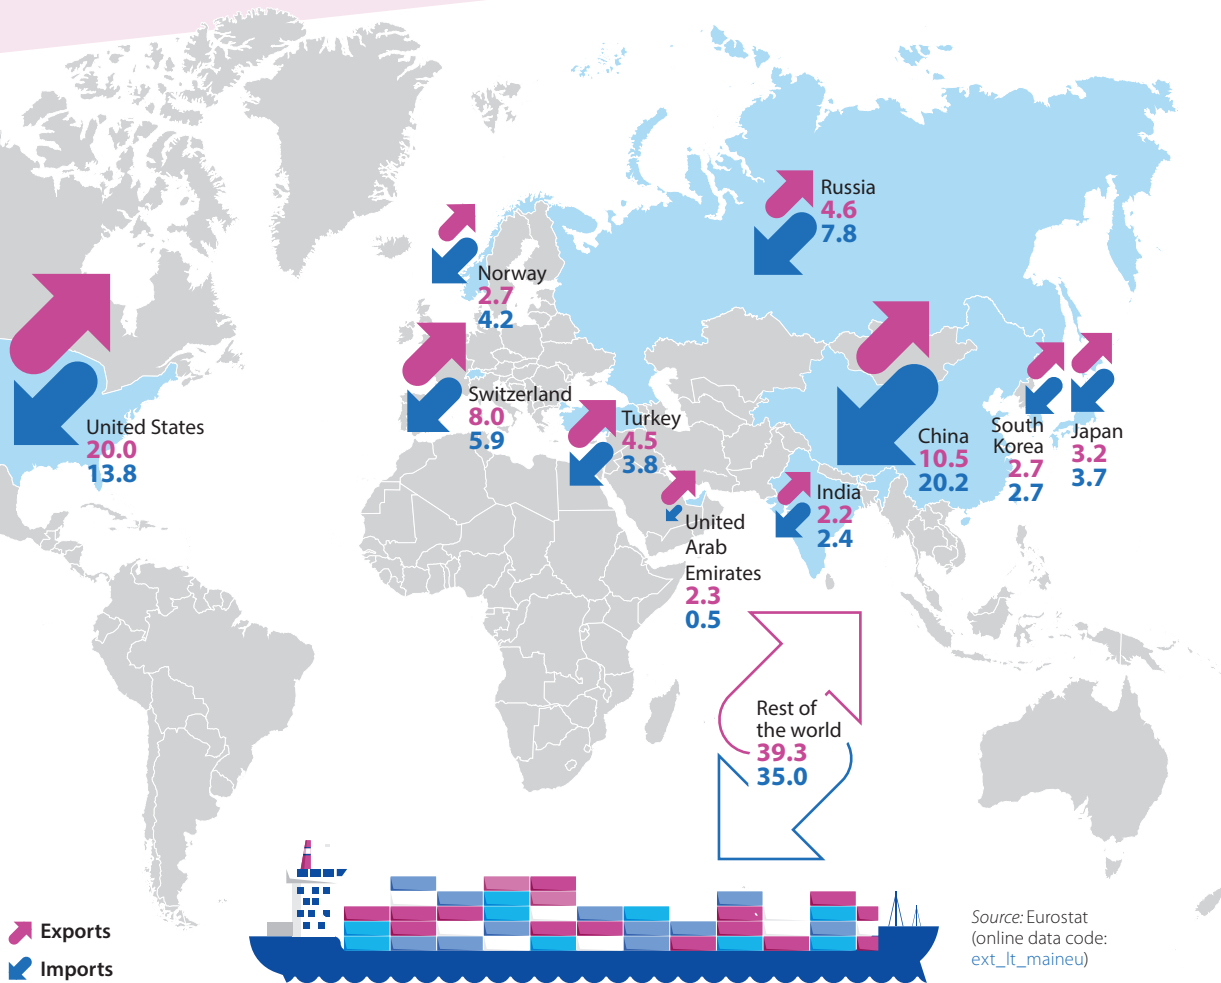 Russia
4.6
7.8
Norway
2.7
4.2
Switzerland
8.0
5.9
Turkey
4.5
3.8
United States
20.0
13.8
China
10.5
20.2
South
Korea
2.7
2.7
Japan
3.2
3.7
India
2.2
2.4
United
Arab
Emirates
2.3
0.5
Rest of
the world
39.3
35.0
Exports
Imports
Source: Eurostat
(online data code:
ext_lt_maineu)